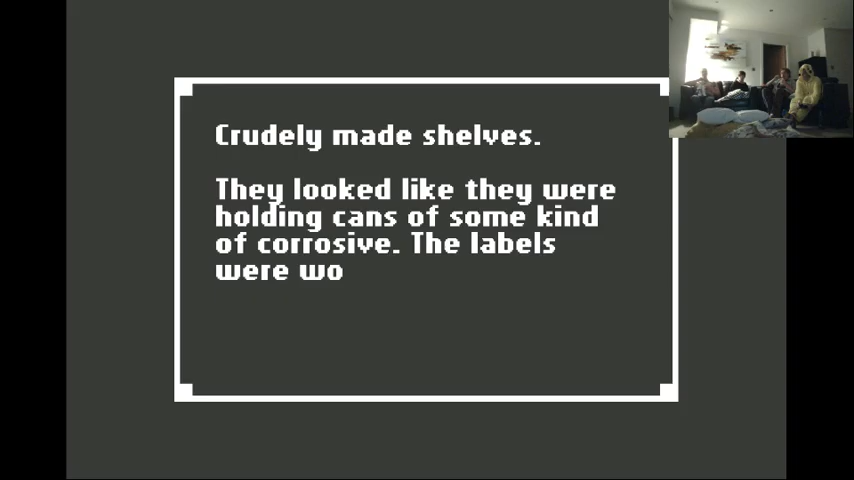 Crudely made shelves.
They looked like they were
holding cans of some kind
of corrosive. The labels
were wo